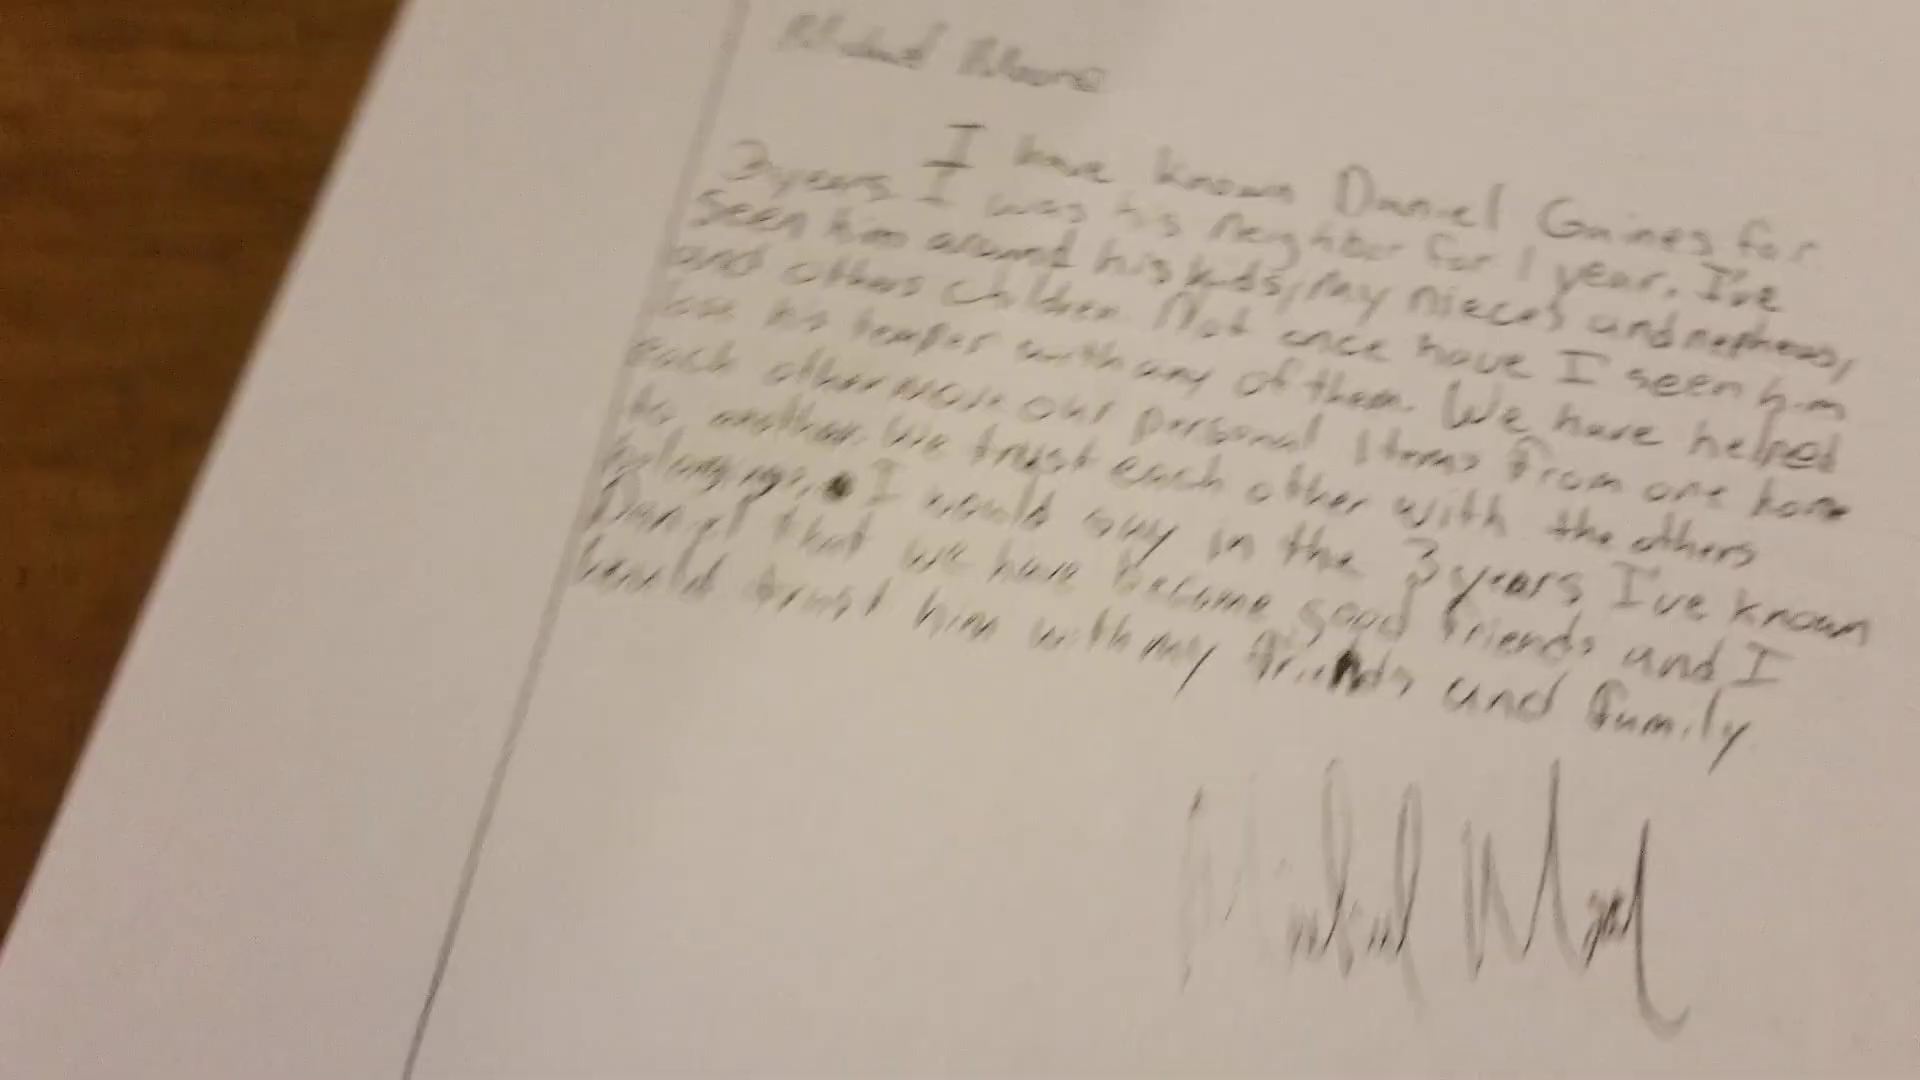 Michael Moore
I have known Daniel Gaines for
3 years I was his neighbor for 1 year. I've
seen him around his kids, my nieces and nephews,
and others children. Not once have I seen him
lose his temper with any of them. We have helped
each other move our personal items from one home
to another. We trust each other with the others
belongings, I would say in the 3 years I've known
Daniel that we have become good friends and I
would trust him with my friends and family.
Michael Moore